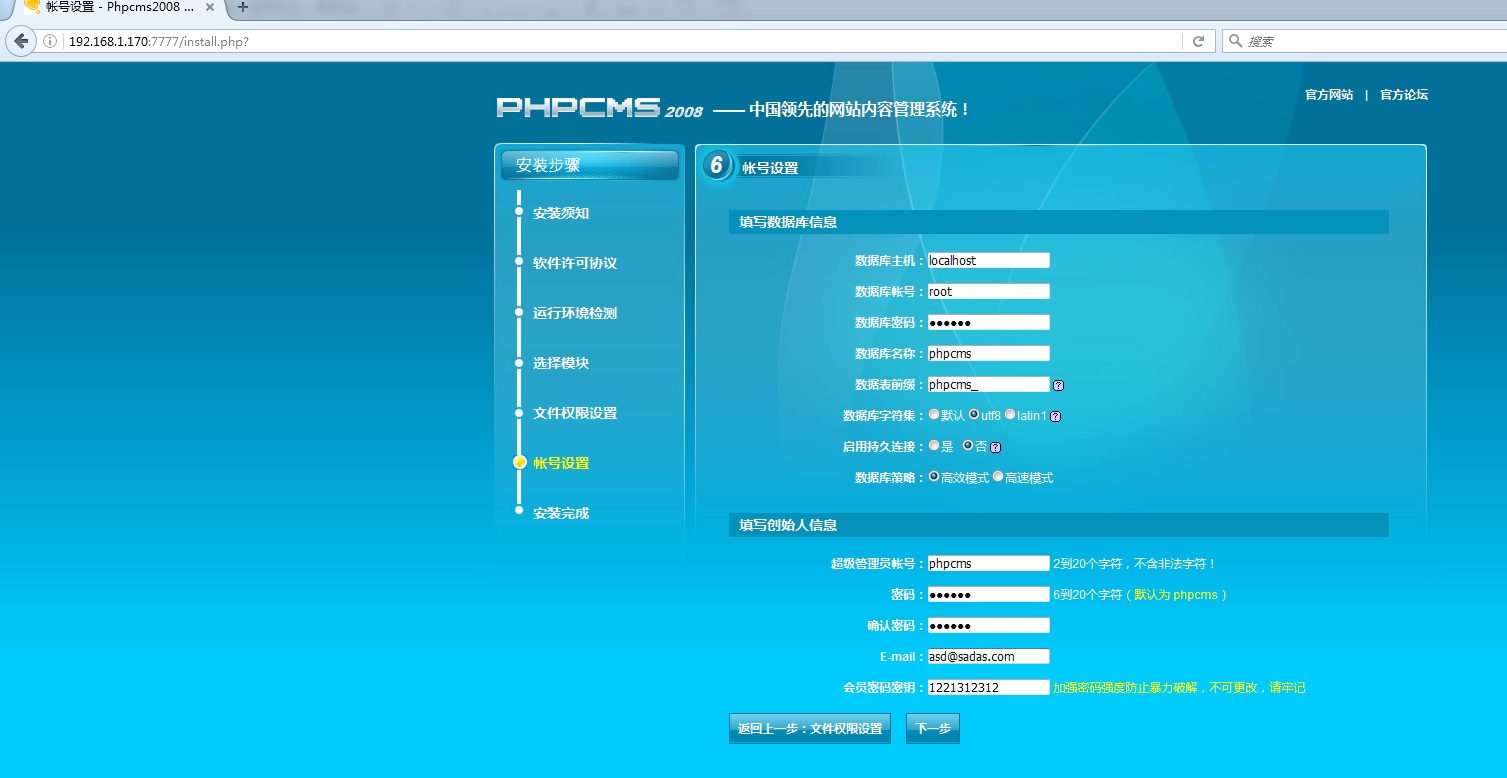 帐号设置 - Phpcms2008 ...
192.168.1.170:7777/install.php?
搜索
PHPCMS 2008 —— 中国领先的网站内容管理系统！
官方网站 | 官方论坛
安装步骤
安装须知
软件许可协议
运行环境检测
选择模块
文件权限设置
帐号设置
安装完成
6 帐号设置
填写数据库信息
数据库主机：localhost
数据库帐号：root
数据库密码：●●●●●●
数据库名称：phpcms
数据表前缀：phpcms_ ?
数据库字符集：默认 utf8 latin1 ?
启用持久连接：是 否 ?
数据库策略：高效模式 高速模式
填写创始人信息
超级管理员帐号：phpcms 2到20个字符，不含非法字符！
密码：●●●●●● 6到20个字符（默认为 phpcms）
确认密码：●●●●●●
E-mail：asd@sadas.com
会员密码密钥：1221312312 加强密码强度防止暴力破解，不可更改，请牢记
返回上一步：文件权限设置 下一步